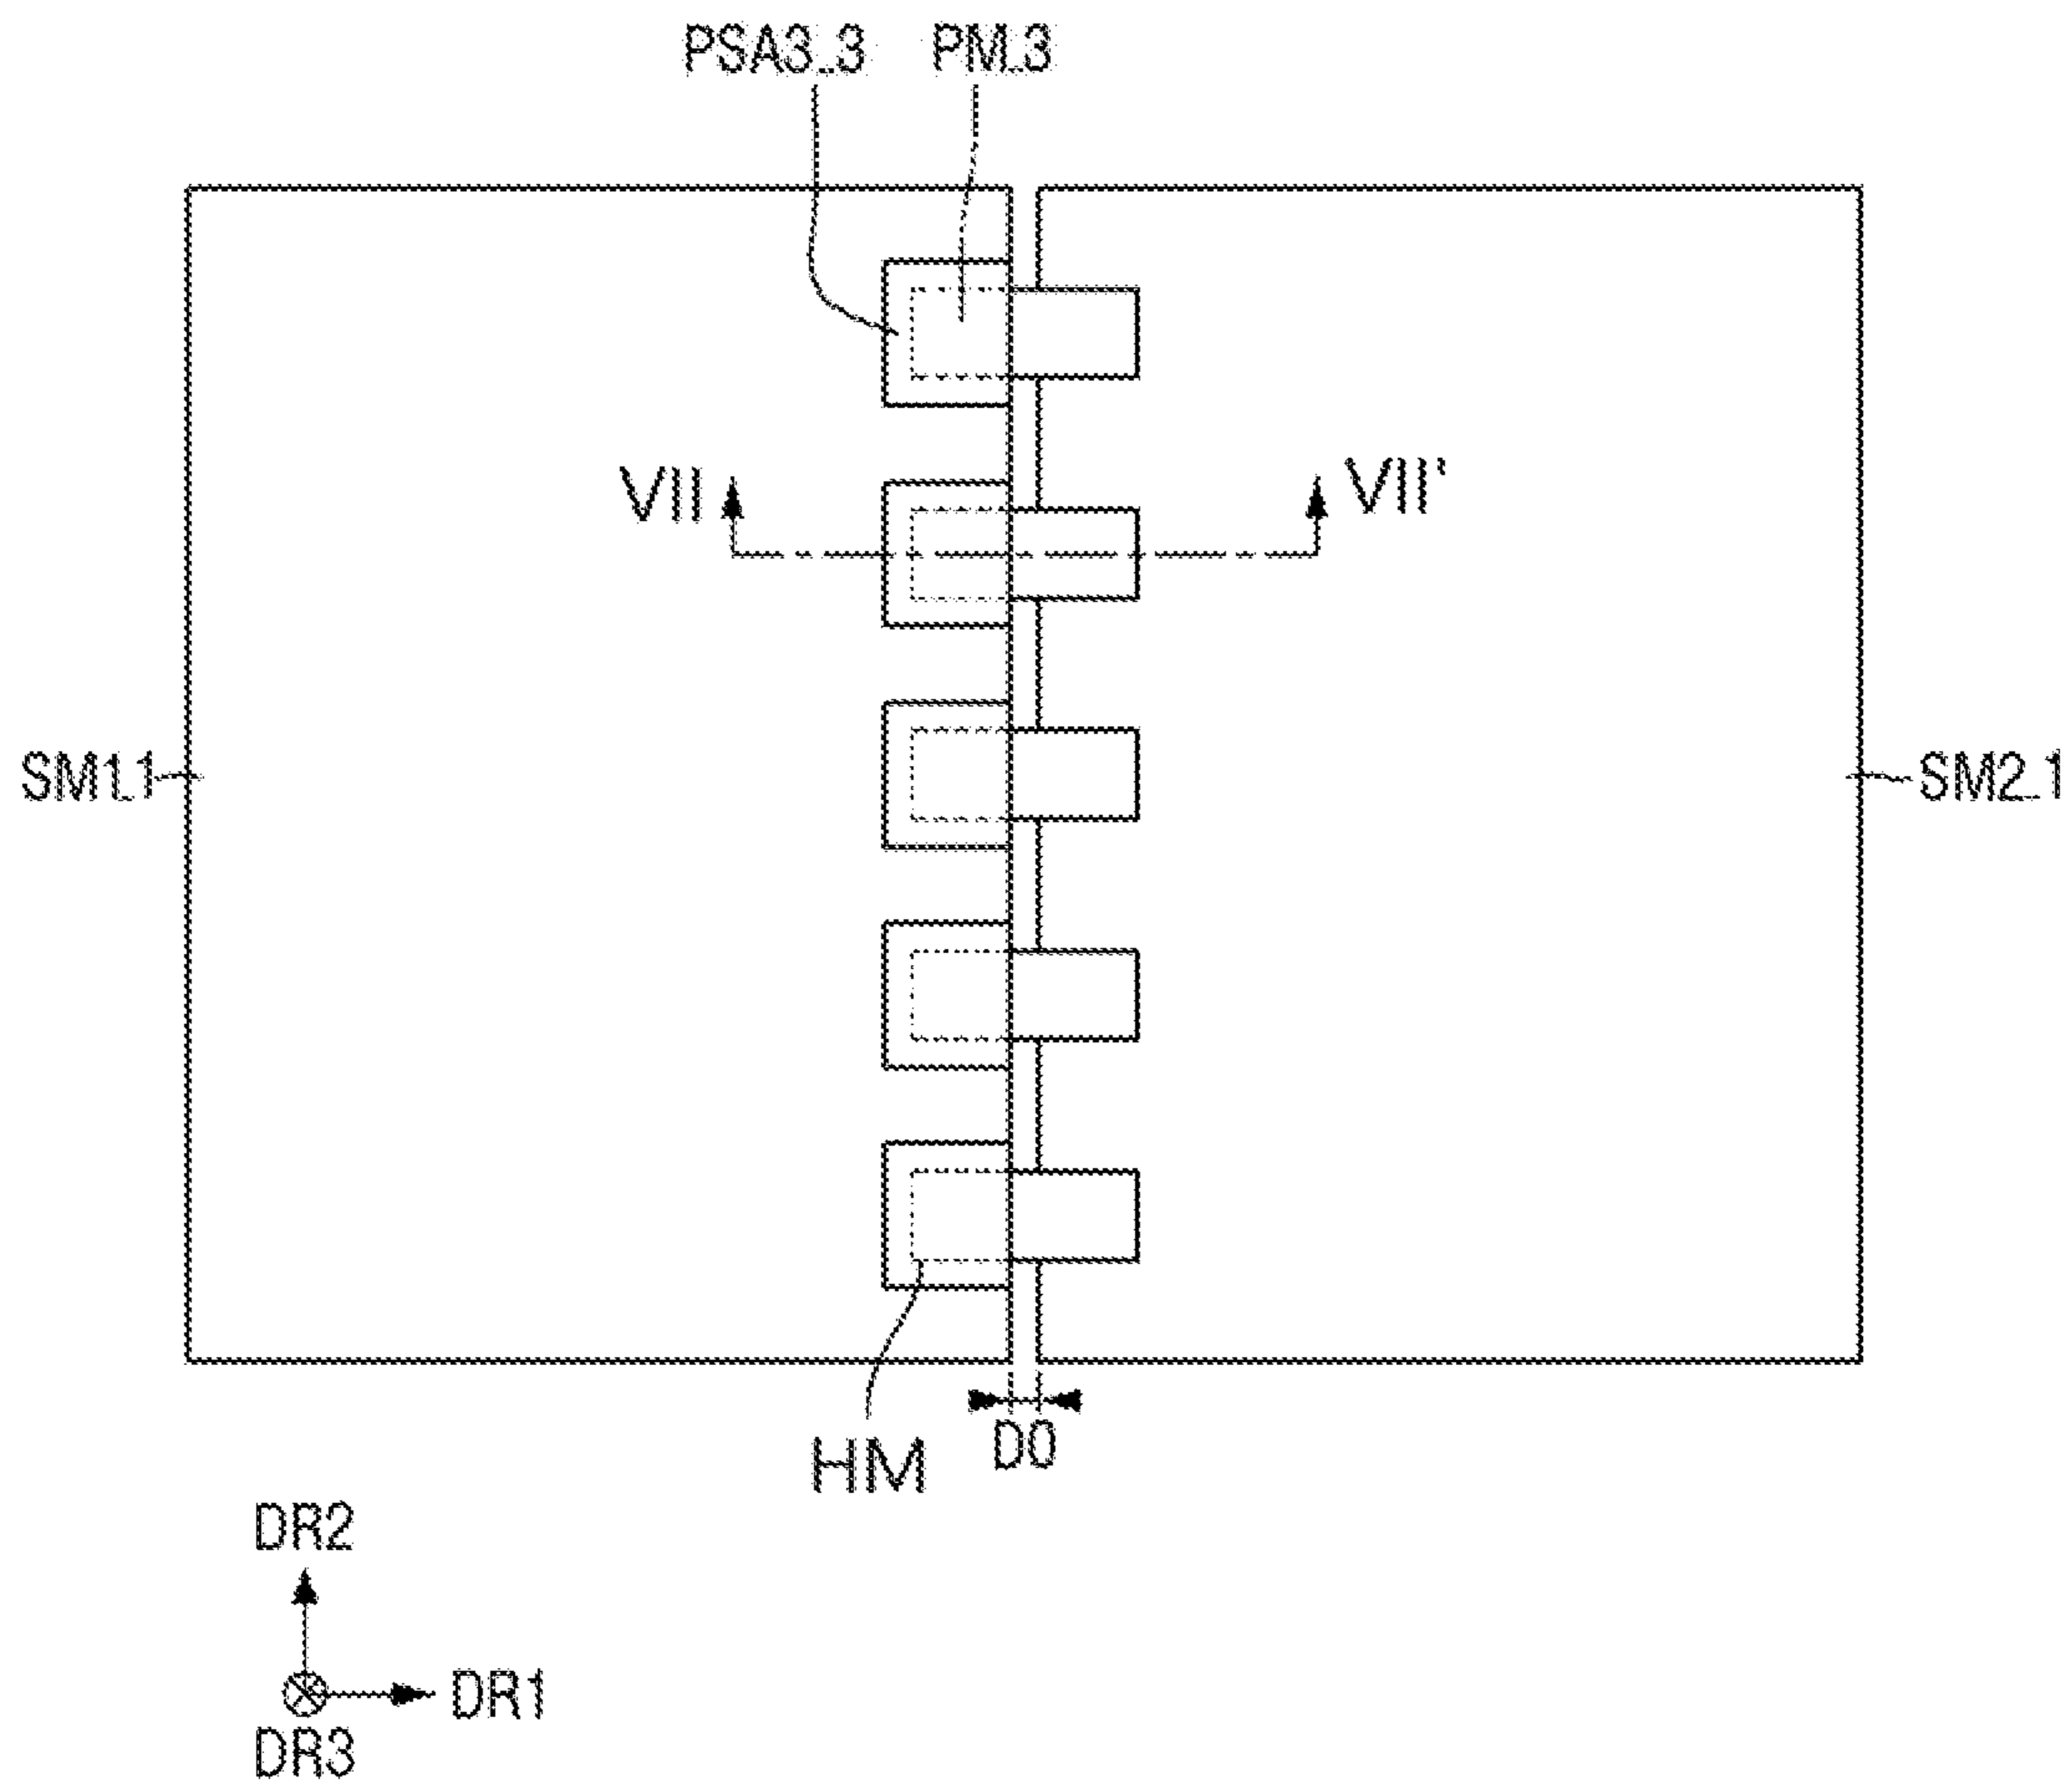 PSA3_3 PM_3
VII VII'
SM1_1 SM2_1
HM D0
DR2
DR1
DR3